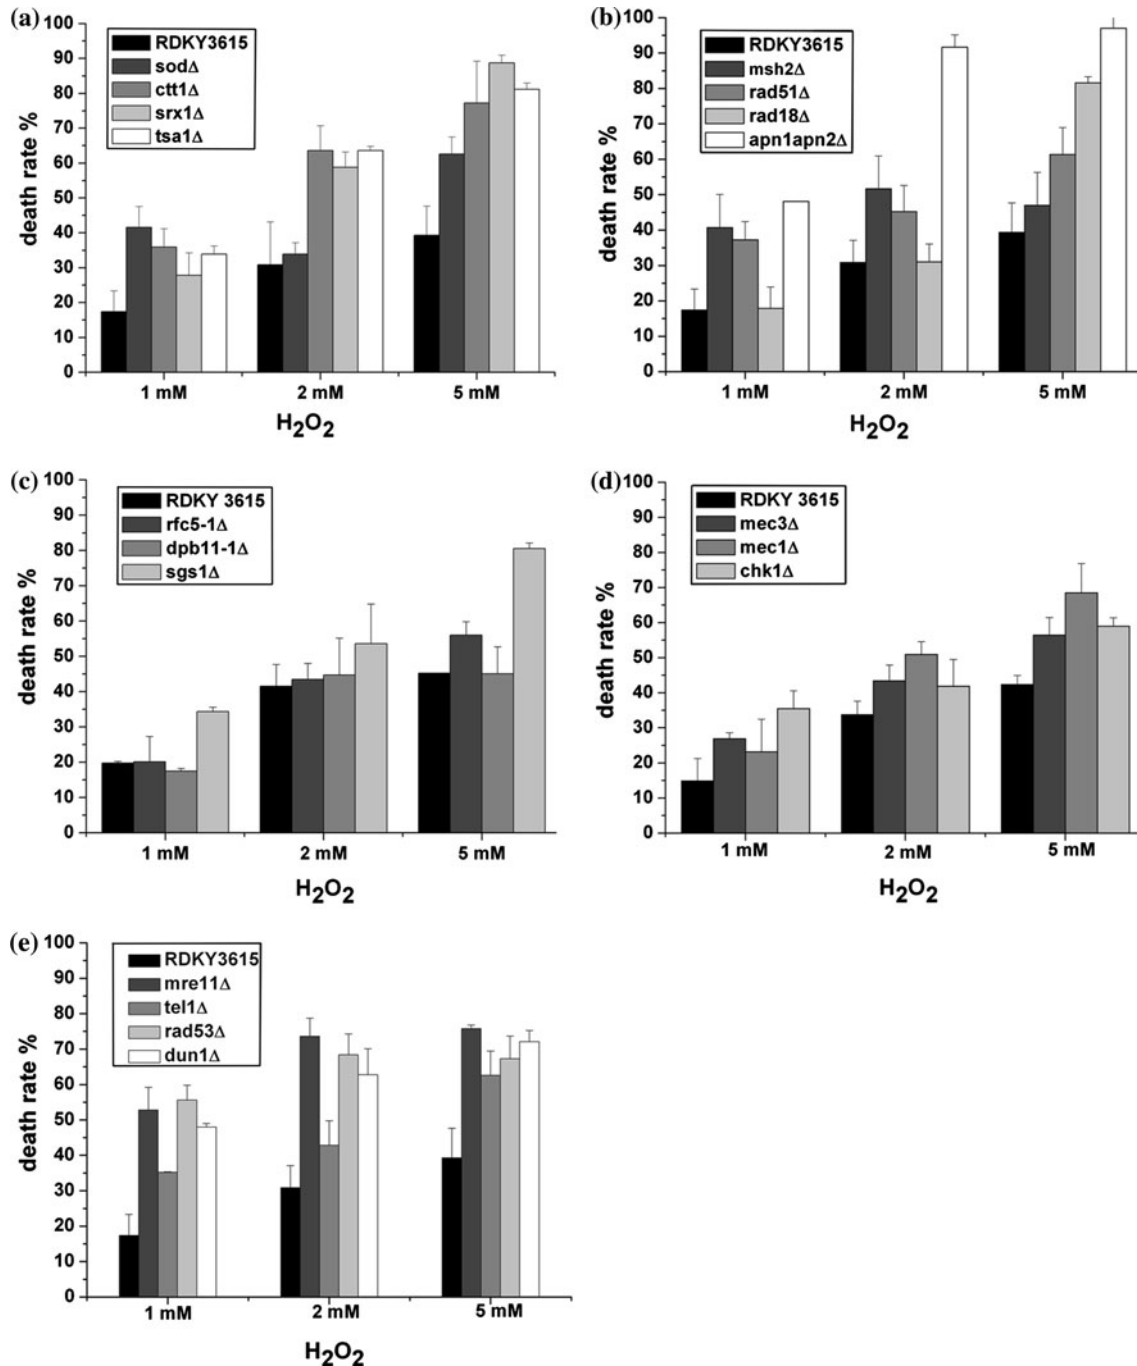 (a)
100
90
80
70
60
50
40
30
20
10
0
death rate %
RDKY3615
sodΔ
ctt1Δ
srx1Δ
tsa1Δ
1 mM
2 mM
5 mM
H₂O₂
(b)
100
90
80
70
60
50
40
30
20
10
0
death rate %
RDKY3615
msh2Δ
rad51Δ
rad18Δ
apn1apn2Δ
1 mM
2 mM
5 mM
H₂O₂
(c)
100
90
80
70
60
50
40
30
20
10
0
death rate %
RDKY 3615
rfc5-1Δ
dpb11-1Δ
sgs1Δ
1 mM
2 mM
5 mM
H₂O₂
(d)
100
90
80
70
60
50
40
30
20
10
0
death rate %
RDKY 3615
mec3Δ
mec1Δ
chk1Δ
1 mM
2 mM
5 mM
H₂O₂
(e)
100
90
80
70
60
50
40
30
20
10
0
death rate %
RDKY3615
mre11Δ
tel1Δ
rad53Δ
dun1Δ
1 mM
2 mM
5 mM
H₂O₂